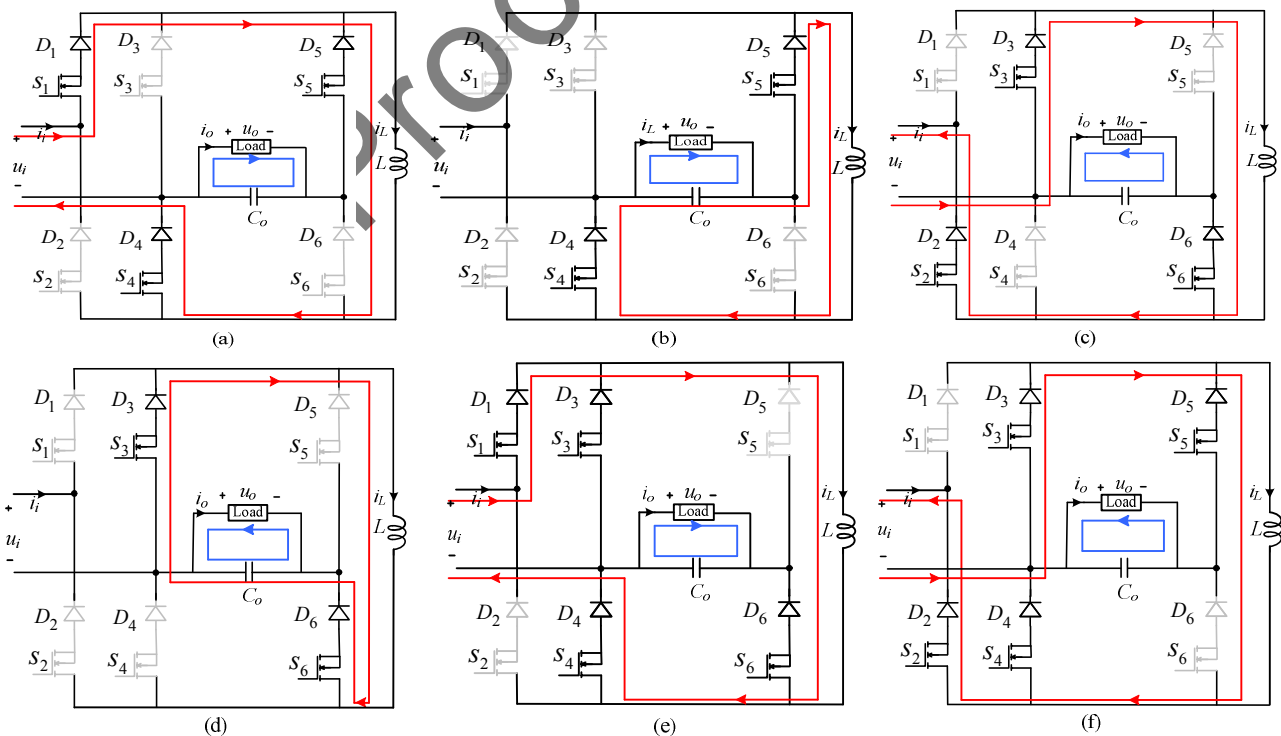 Proo
D1 D3 D5
S1 S3 S5
ii io + uo - iL
+ Load L
ui
- Co
D2 D4 D6
S2 S4 S6
(a)
D1 D3 D5
S1 S3 S5
ii iL + uo - iL
Load L
Co
D2 D4 D6
S2 S4 S6
(b)
D1 D3 D5
S1 S3 S5
+ ii io + uo - iL
ui Load L
- Co
D2 D4 D6
S2 S4 S6
(c)
D1 D3 D5
S1 S3 S5
+ ii io + uo - iL
ui Load L
- Co
D2 D4 D6
S2 S4 S6
(d)
D1 D3 D5
S1 S3 S5
+ ii io + uo - iL
ui Load L
- Co
D2 D4 D6
S2 S4 S6
(e)
D1 D3 D5
S1 S3 S5
+ ii io + uo - iL
ui Load L
- Co
D2 D4 D6
S2 S4 S6
(f)